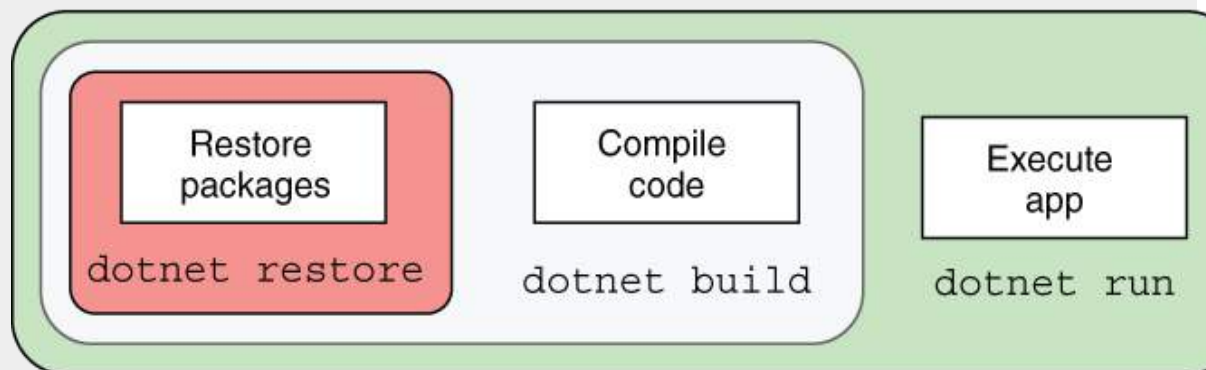 Restore
packages
dotnet restore
Compile
code
dotnet build
Execute
app
dotnet run